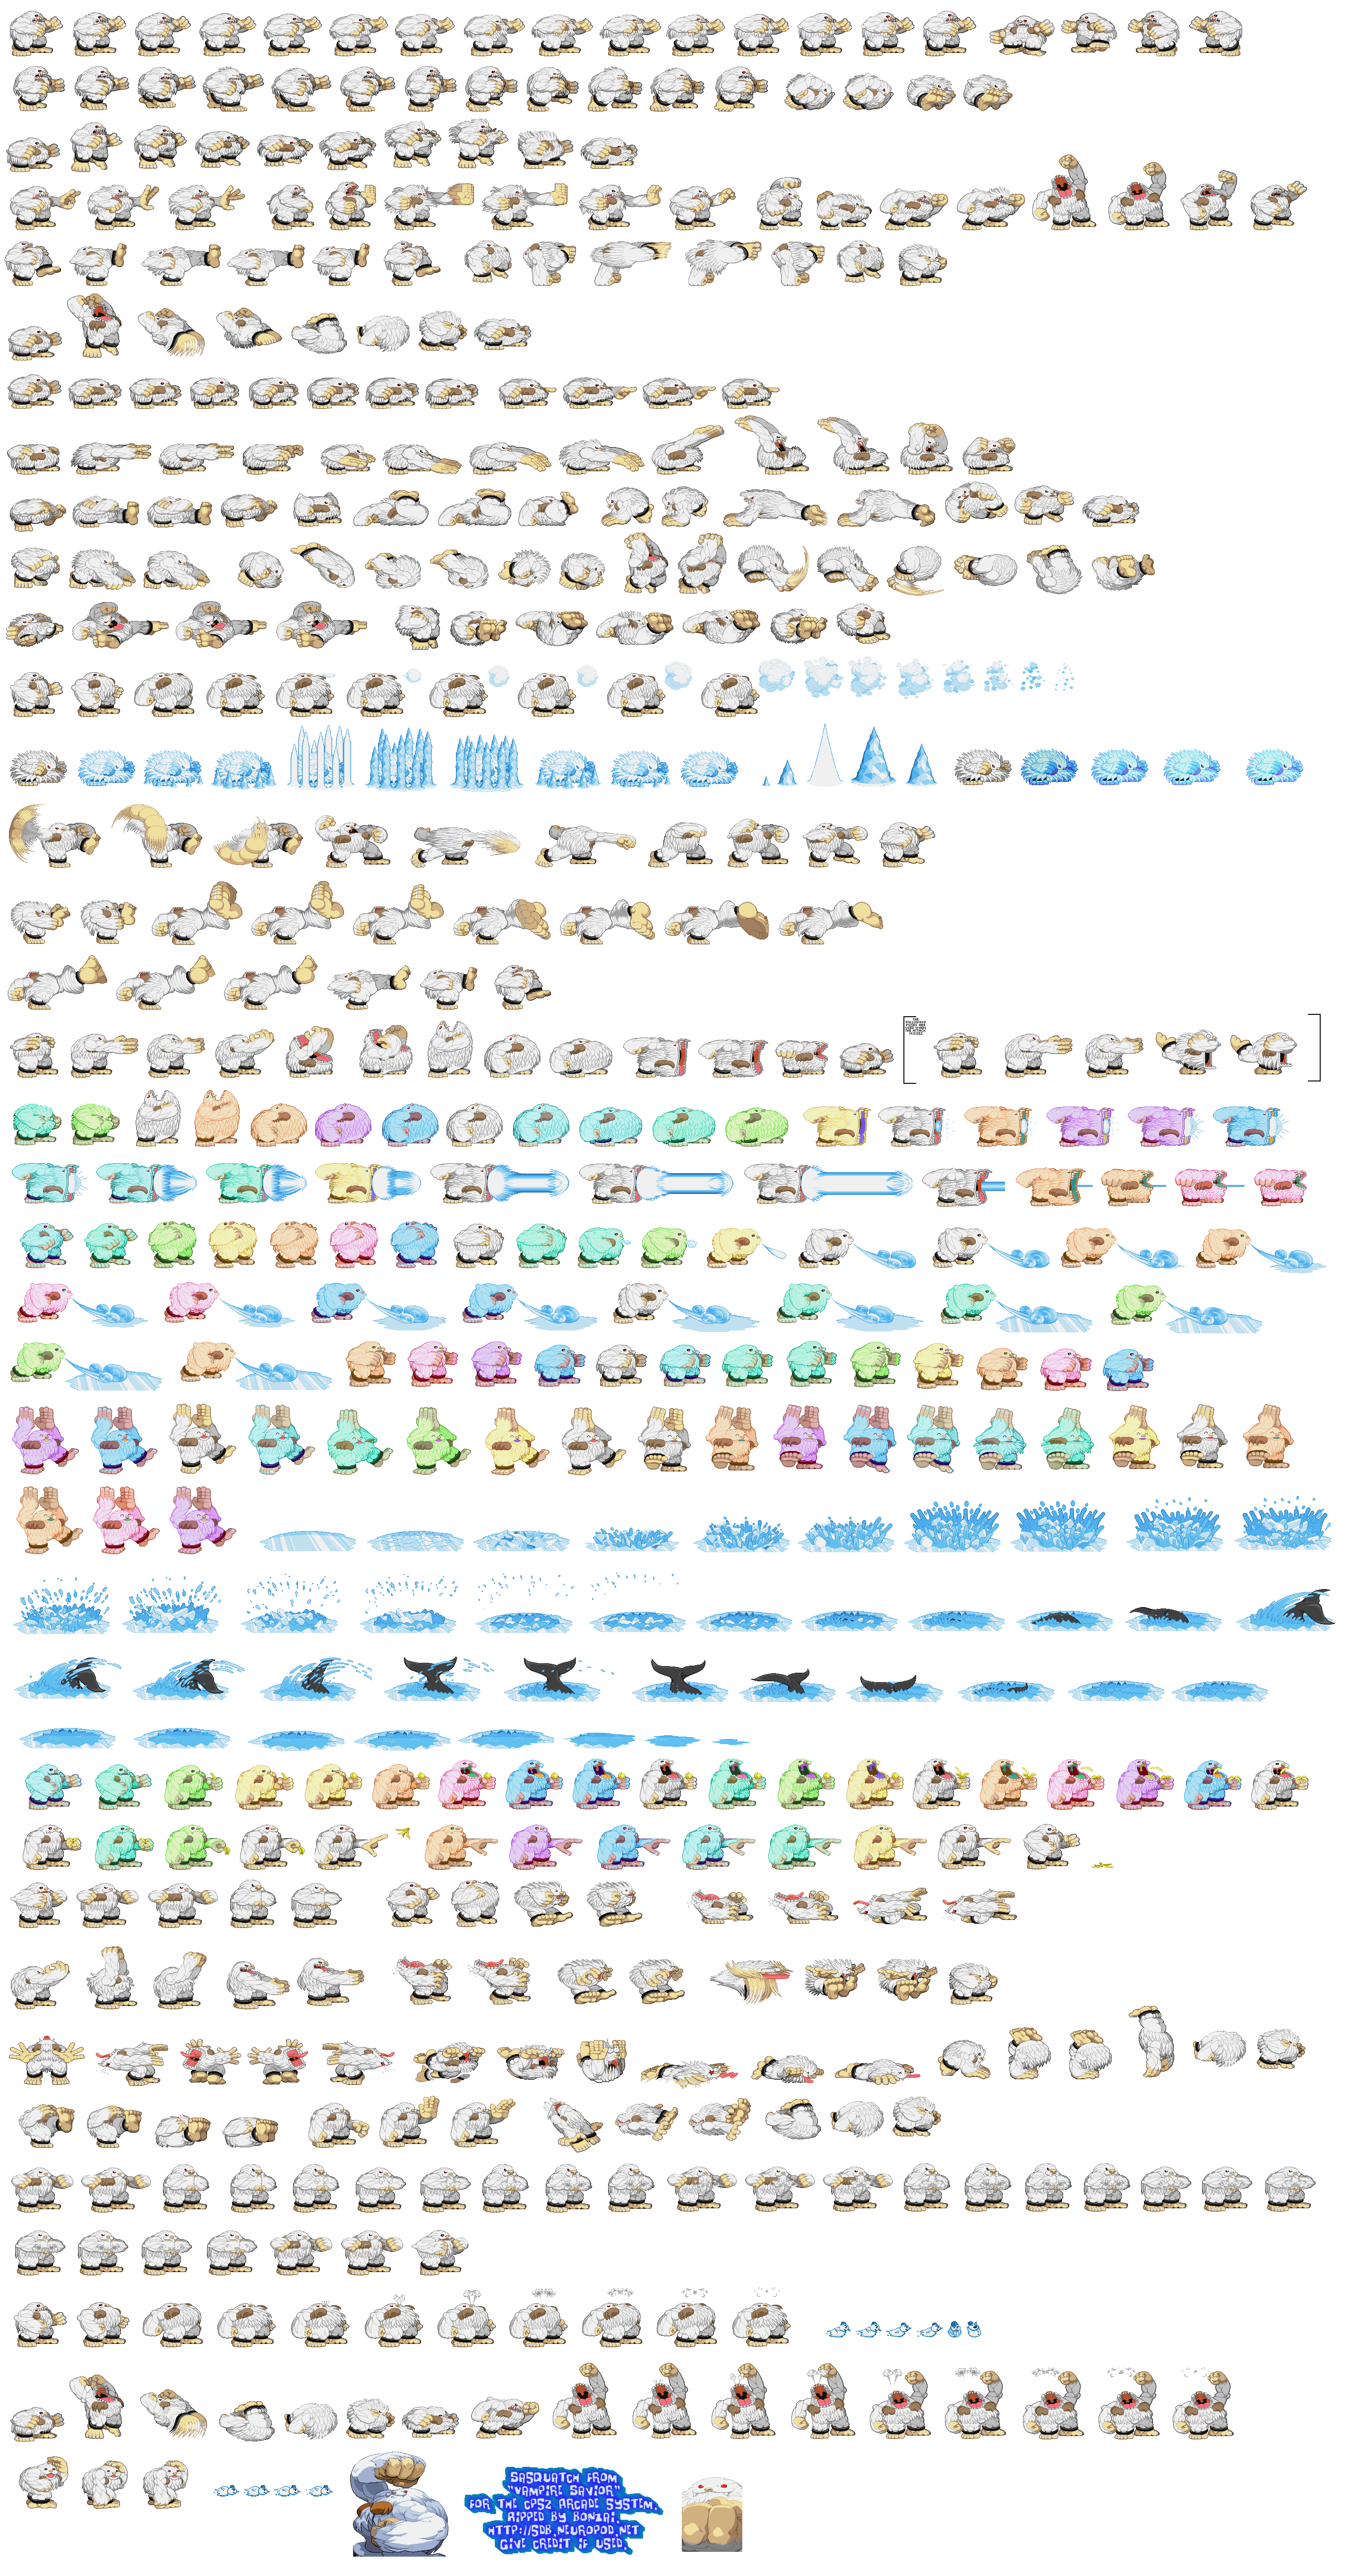 SASQUATCH FROM
"VAMPIRE SAVIOR"
FOR THE CPS2 ARCADE SYSTEM.
RIPPED BY BONZAI.
HTTP://SDB.NEUROPOD.NET
GIVE CREDIT IF USED.